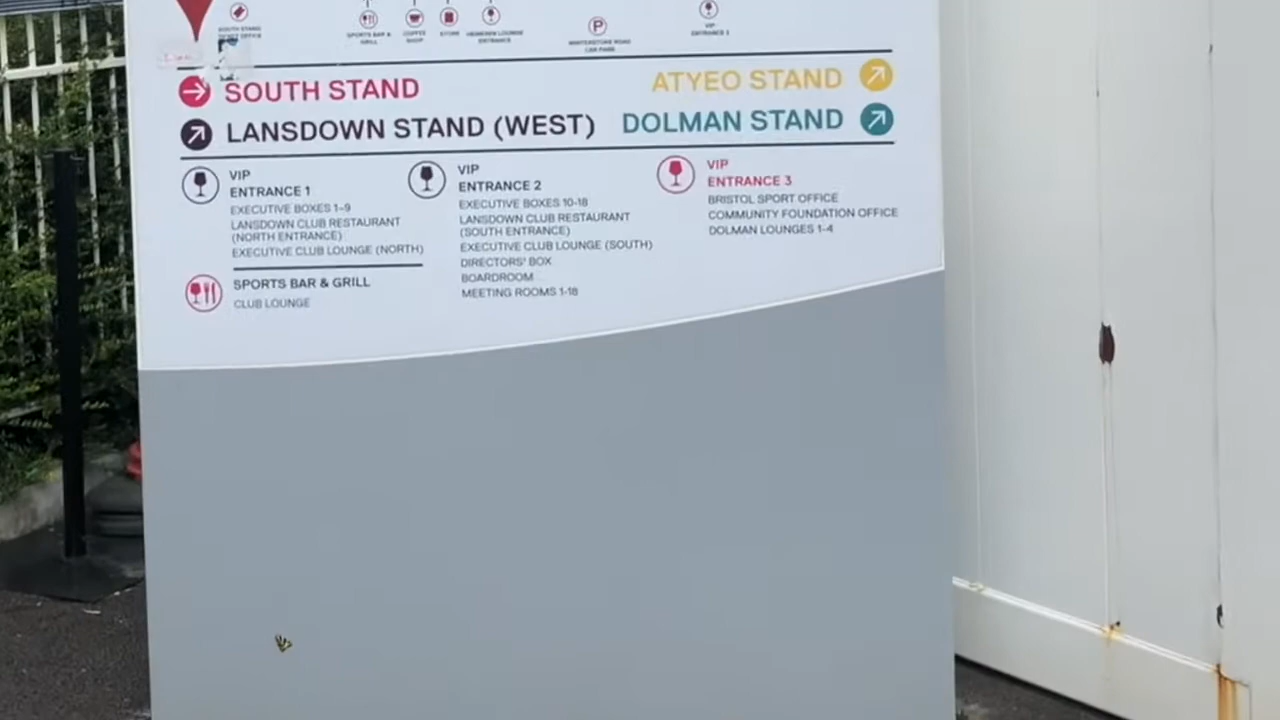 SOUTH STAND
TICKET OFFICE
SPORTS BAR &
GRILL
COFFEE
SHOP
STORE
HEINEKEN LOUNGE
ENTRANCE
P
WINTERSTOKE ROAD
CAR PARK
VIP
SOUTH STAND
ATYEO STAND
LANSDOWN STAND (WEST)
DOLMAN STAND
VIP
ENTRANCE 1
EXECUTIVE BOXES 1-9
LANSDOWN CLUB RESTAURANT
(NORTH ENTRANCE)
EXECUTIVE CLUB LOUNGE (NORTH)
SPORTS BAR & GRILL
CLUB LOUNGE
VIP
ENTRANCE 2
EXECUTIVE BOXES 10-18
LANSDOWN CLUB RESTAURANT
(SOUTH ENTRANCE)
EXECUTIVE CLUB LOUNGE (SOUTH)
DIRECTORS' BOX
BOARDROOM
MEETING ROOMS 1-18
VIP
ENTRANCE 3
BRISTOL SPORT OFFICE
COMMUNITY FOUNDATION OFFICE
DOLMAN LOUNGES 1-4